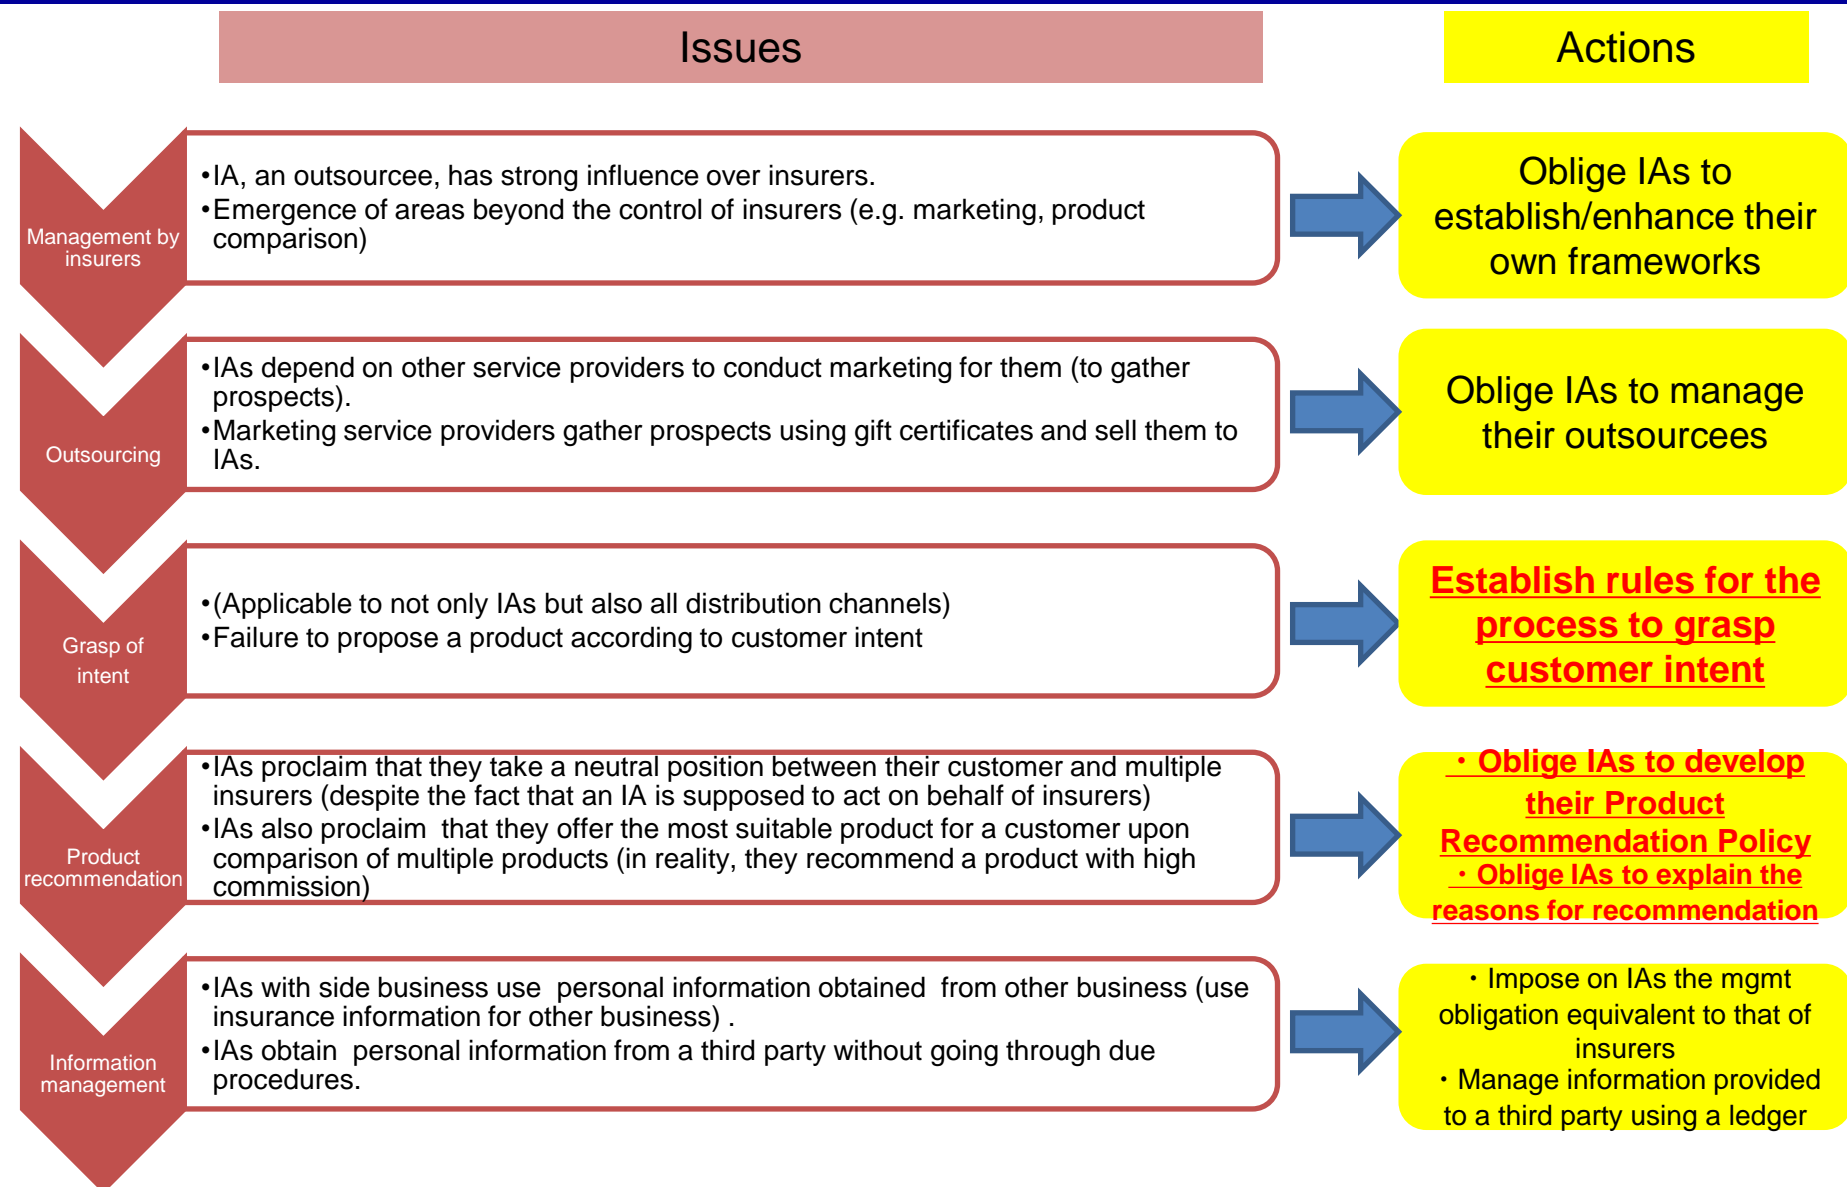 Issues
Actions
Management by
insurers
•IA, an outsourcee, has strong influence over insurers.
•Emergence of areas beyond the control of insurers (e.g. marketing, product
comparison)
Oblige IAs to
establish/enhance their
own frameworks
Outsourcing
•IAs depend on other service providers to conduct marketing for them (to gather
prospects).
•Marketing service providers gather prospects using gift certificates and sell them to
IAs.
Oblige IAs to manage
their outsourcees
Grasp of
intent
•(Applicable to not only IAs but also all distribution channels)
•Failure to propose a product according to customer intent
Establish rules for the
process to grasp
customer intent
Product
recommendation
•IAs proclaim that they take a neutral position between their customer and multiple
insurers (despite the fact that an IA is supposed to act on behalf of insurers)
•IAs also proclaim  that they offer the most suitable product for a customer upon
comparison of multiple products (in reality, they recommend a product with high
commission)
・Oblige IAs to develop
their Product
Recommendation Policy
・Oblige IAs to explain the
reasons for recommendation
Information
management
•IAs with side business use  personal information obtained  from other business (use
insurance information for other business) .
•IAs obtain  personal information from a third party without going through due
procedures.
・Impose on IAs the mgmt
obligation equivalent to that of
insurers
・Manage information provided
to a third party using a ledger